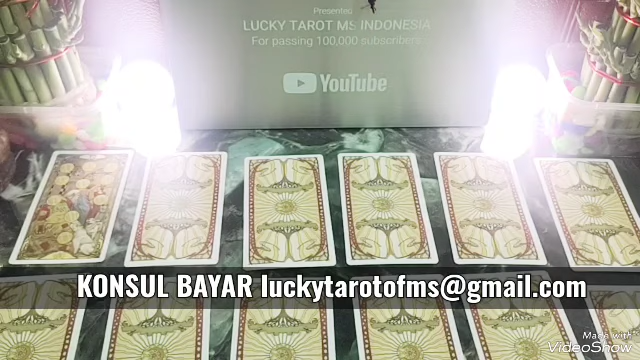 Presented
LUCKY TAROT MS INDONESIA
For passing 100,000 subscribers
YouTube
KONSUL BAYAR luckytarotofms@gmail.com
Made with
VideoShow